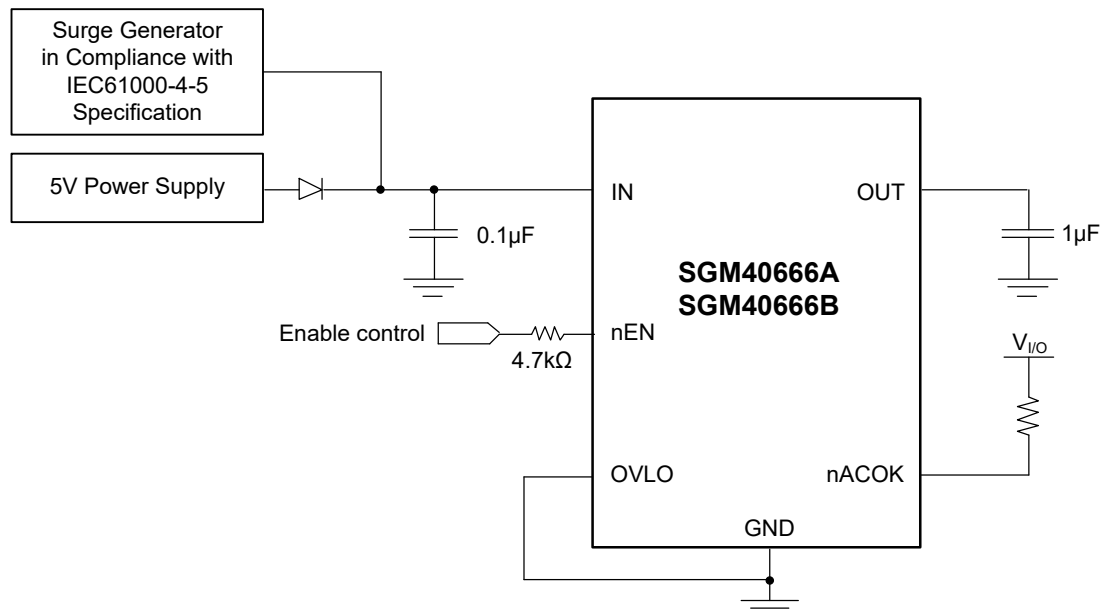 Surge Generator
in Compliance with
IEC61000-4-5
Specification
5V Power Supply
0.1µF
IN
OUT
1µF
SGM40666A
SGM40666B
Enable control
4.7kΩ
nEN
VI/O
OVLO
nACOK
GND